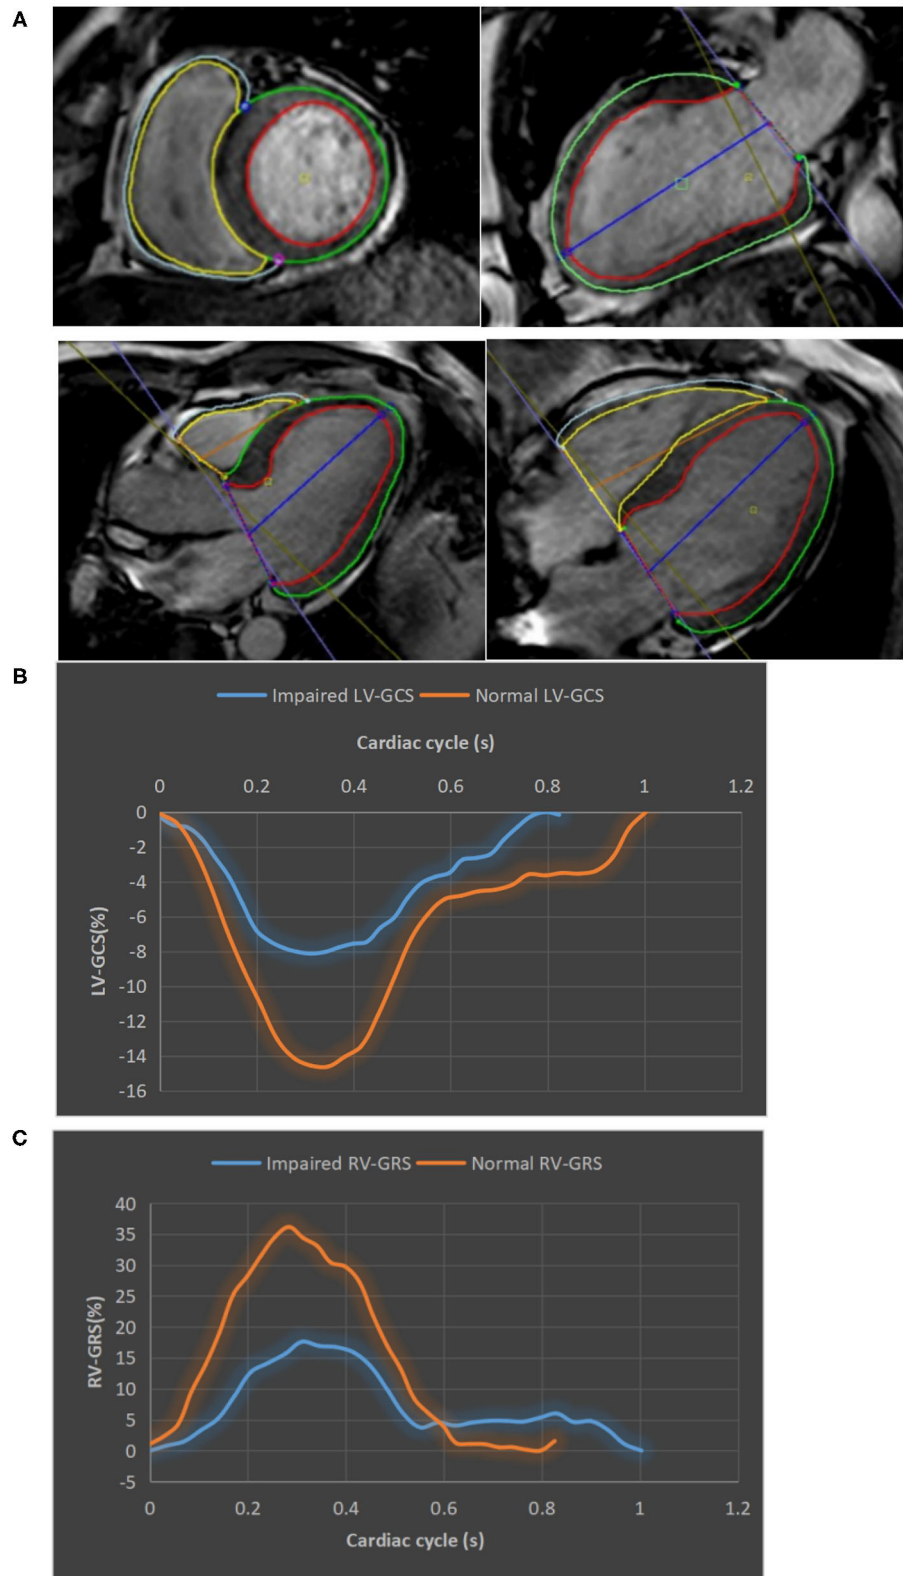 A
B
Impaired LV-GCS Normal LV-GCS
Cardiac cycle (s)
0 0.2 0.4 0.6 0.8 1 1.2
0
-2
-4
-6
-8
-10
-12
-14
-16
LV-GCS(%)
C
Impaired RV-GRS Normal RV-GRS
40
35
30
25
20
15
10
5
0
-5
RV-GRS(%)
0 0.2 0.4 0.6 0.8 1 1.2
Cardiac cycle (s)